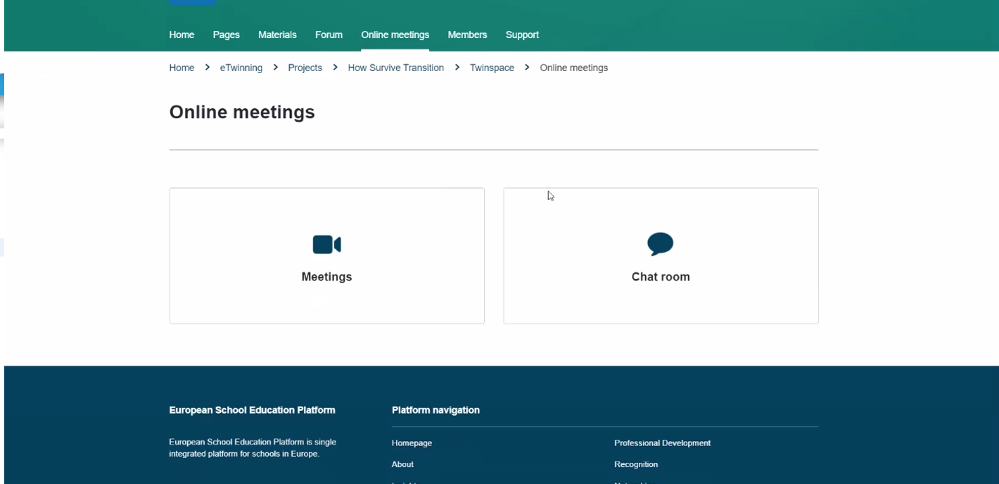 Home Pages Materials Forum Online meetings Members Support
Home > eTwinning > Projects > How Survive Transition > Twinspace > Online meetings
Online meetings
Meetings
Chat room
European School Education Platform
European School Education Platform is single
integrated platform for schools in Europe.
Platform navigation
Homepage
About
Professional Development
Recognition